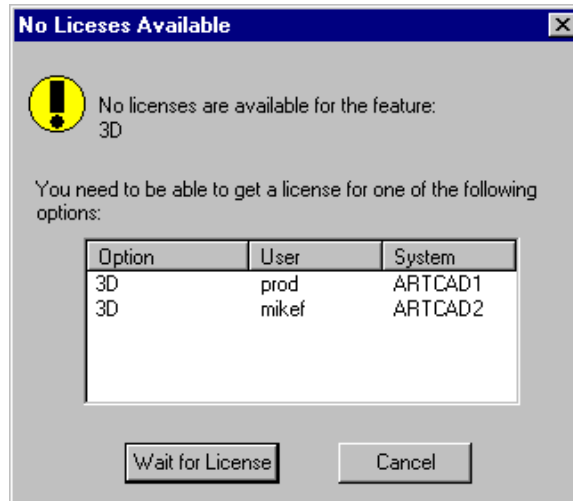 No Liceses Available
No licenses are available for the feature:
3D
You need to be able to get a license for one of the following
options:
Option User System
3D prod ARTCAD1
3D mikef ARTCAD2
Wait for License Cancel